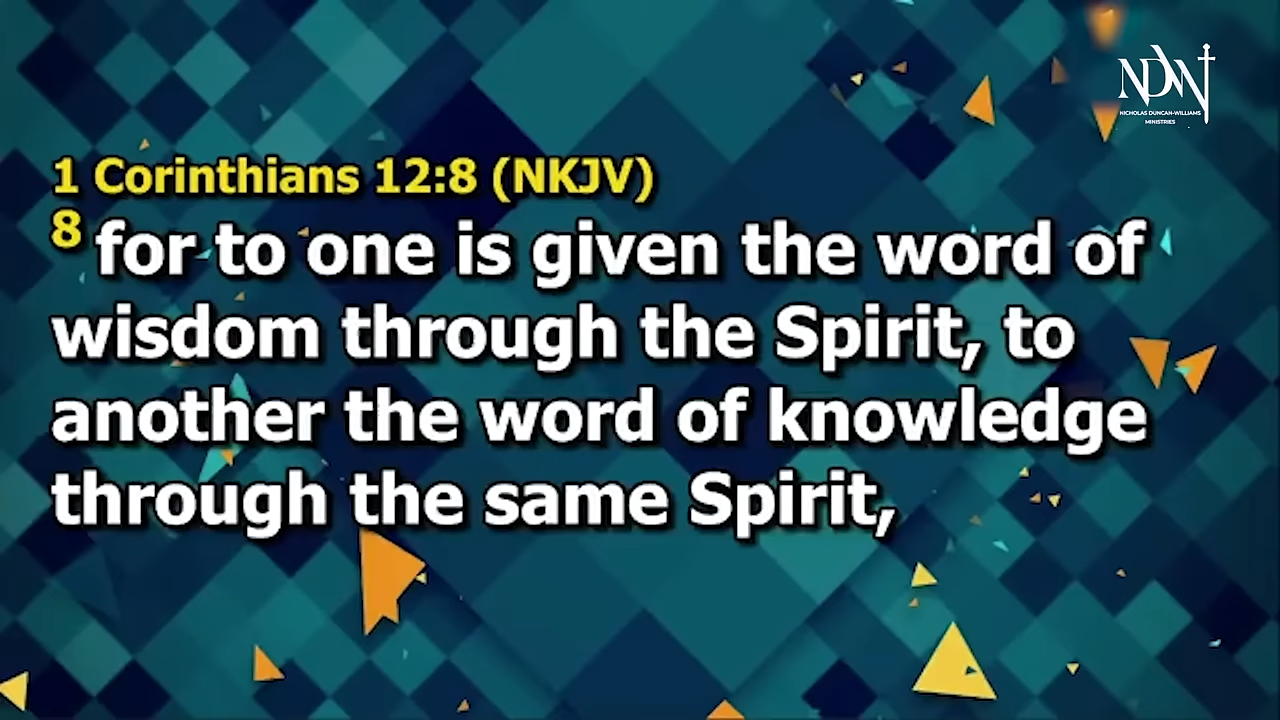 NDW
NICHOLAS DUNCAN-WILLIAMS
MINISTRIES
1 Corinthians 12:8 (NKJV)
8 for to one is given the word of
wisdom through the Spirit, to
another the word of knowledge
through the same Spirit,